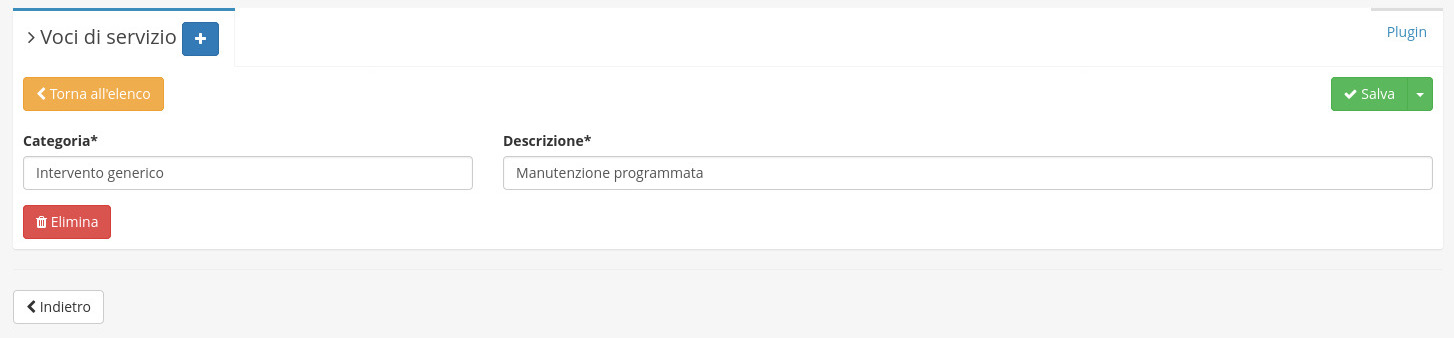 Voci di servizio
Plugin
Torna all'elenco
Salva
Categoria*
Descrizione*
Intervento generico
Manutenzione programmata
Elimina
Indietro